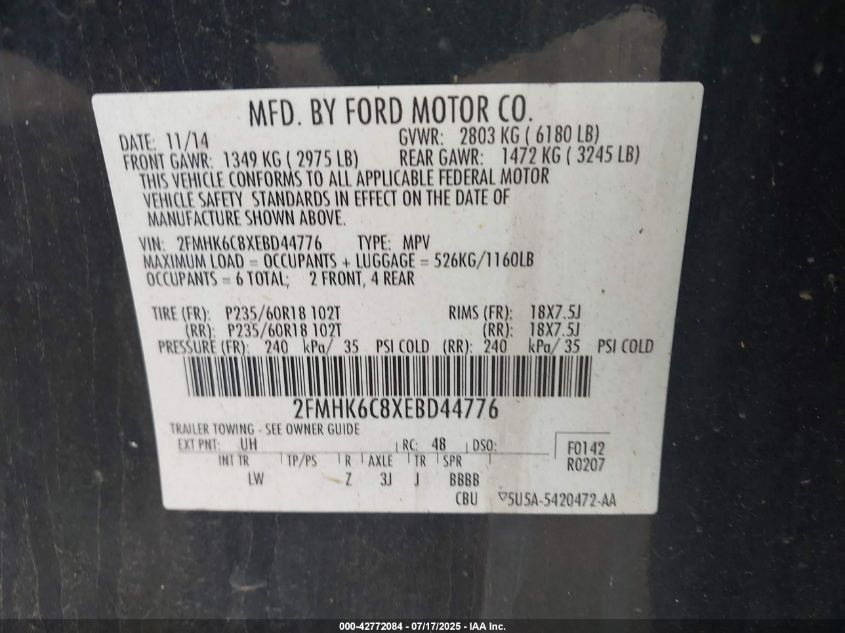 MFD. BY FORD MOTOR CO.
DATE: 11/14 GVWR: 2803 KG ( 6180 LB)
FRONT GAWR: 1349 KG ( 2975 LB) REAR GAWR: 1472 KG ( 3245 LB)
THIS VEHICLE CONFORMS TO ALL APPLICABLE FEDERAL MOTOR
VEHICLE SAFETY STANDARDS IN EFFECT ON THE DATE OF
MANUFACTURE SHOWN ABOVE.
VIN: 2FMHK6C8XEBD44776 TYPE: MPV
MAXIMUM LOAD = OCCUPANTS + LUGGAGE = 526KG/1160LB
OCCUPANTS = 6 TOTAL; 2 FRONT, 4 REAR
TIRE (FR): P235/60R18 102T RIMS (FR): 18X7.5J
(RR): P235/60R18 102T (RR): 18X7.5J
PRESSURE (FR): 240 kPa/ 35 PSI COLD (RR): 240 kPa/ 35 PSI COLD
2FMHK6C8XEBD44776
TRAILER TOWING - SEE OWNER GUIDE
EXT PNT: UH RC: 48 DSO: F0142
INT TR TP/PS R AXLE TR SPR R0207
LW Z 3J J BBBB
CBU ▽5U5A-5420472-AA
000-42772084 - 07/17/2025 - IAA Inc.